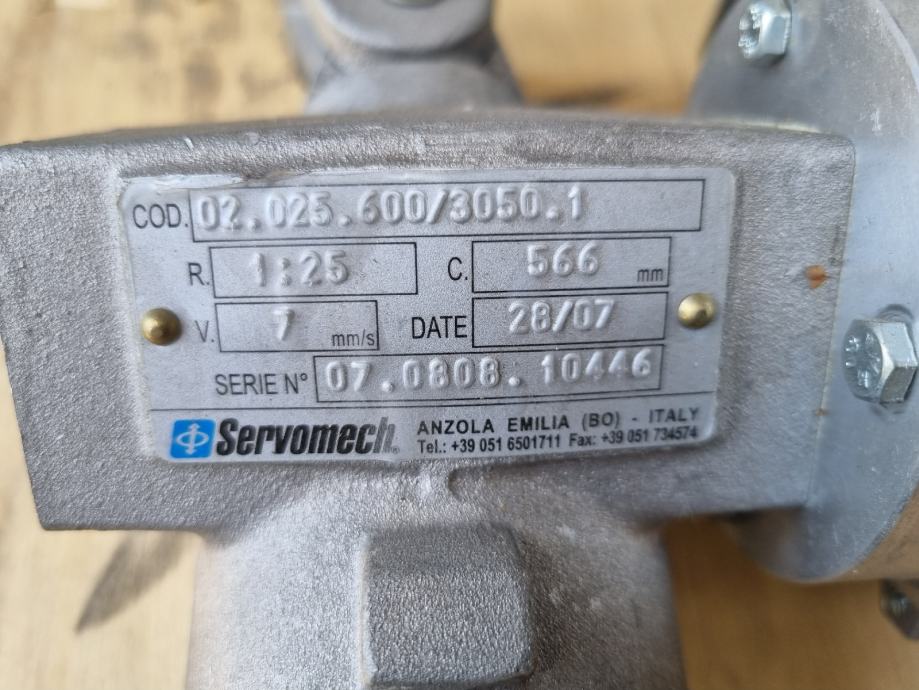 COD. 02.025.600/3050.1
R. 1:25 C. 566 mm
V. 7 mm/s DATE 28/07
SERIE N° 07.0808.10446
Servomech® ANZOLA EMILIA (BO) - ITALY
Tel.: +39 051 6501711 Fax: +39 051 734574